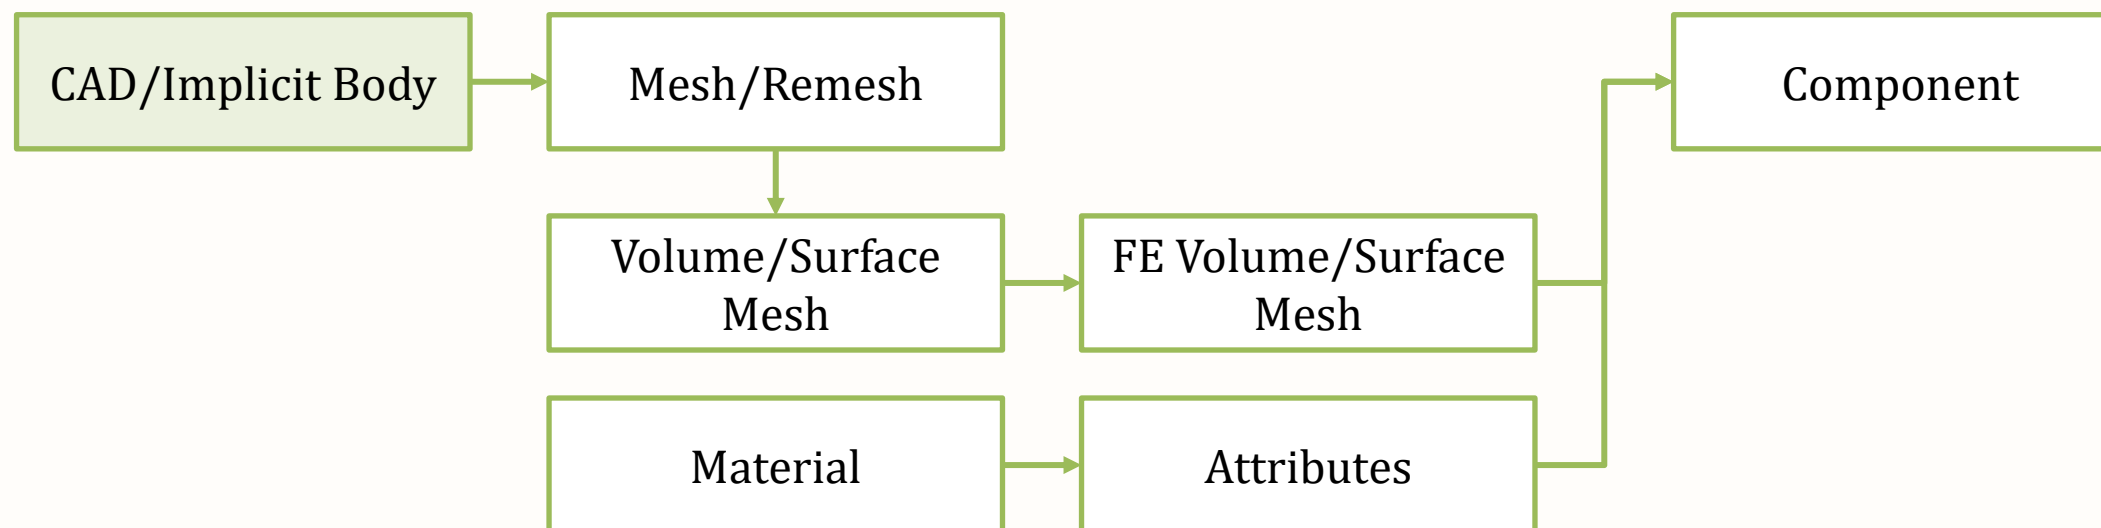 CAD/Implicit Body
Mesh/Remesh
Component
Volume/Surface
Mesh
FE Volume/Surface
Mesh
Material
Attributes